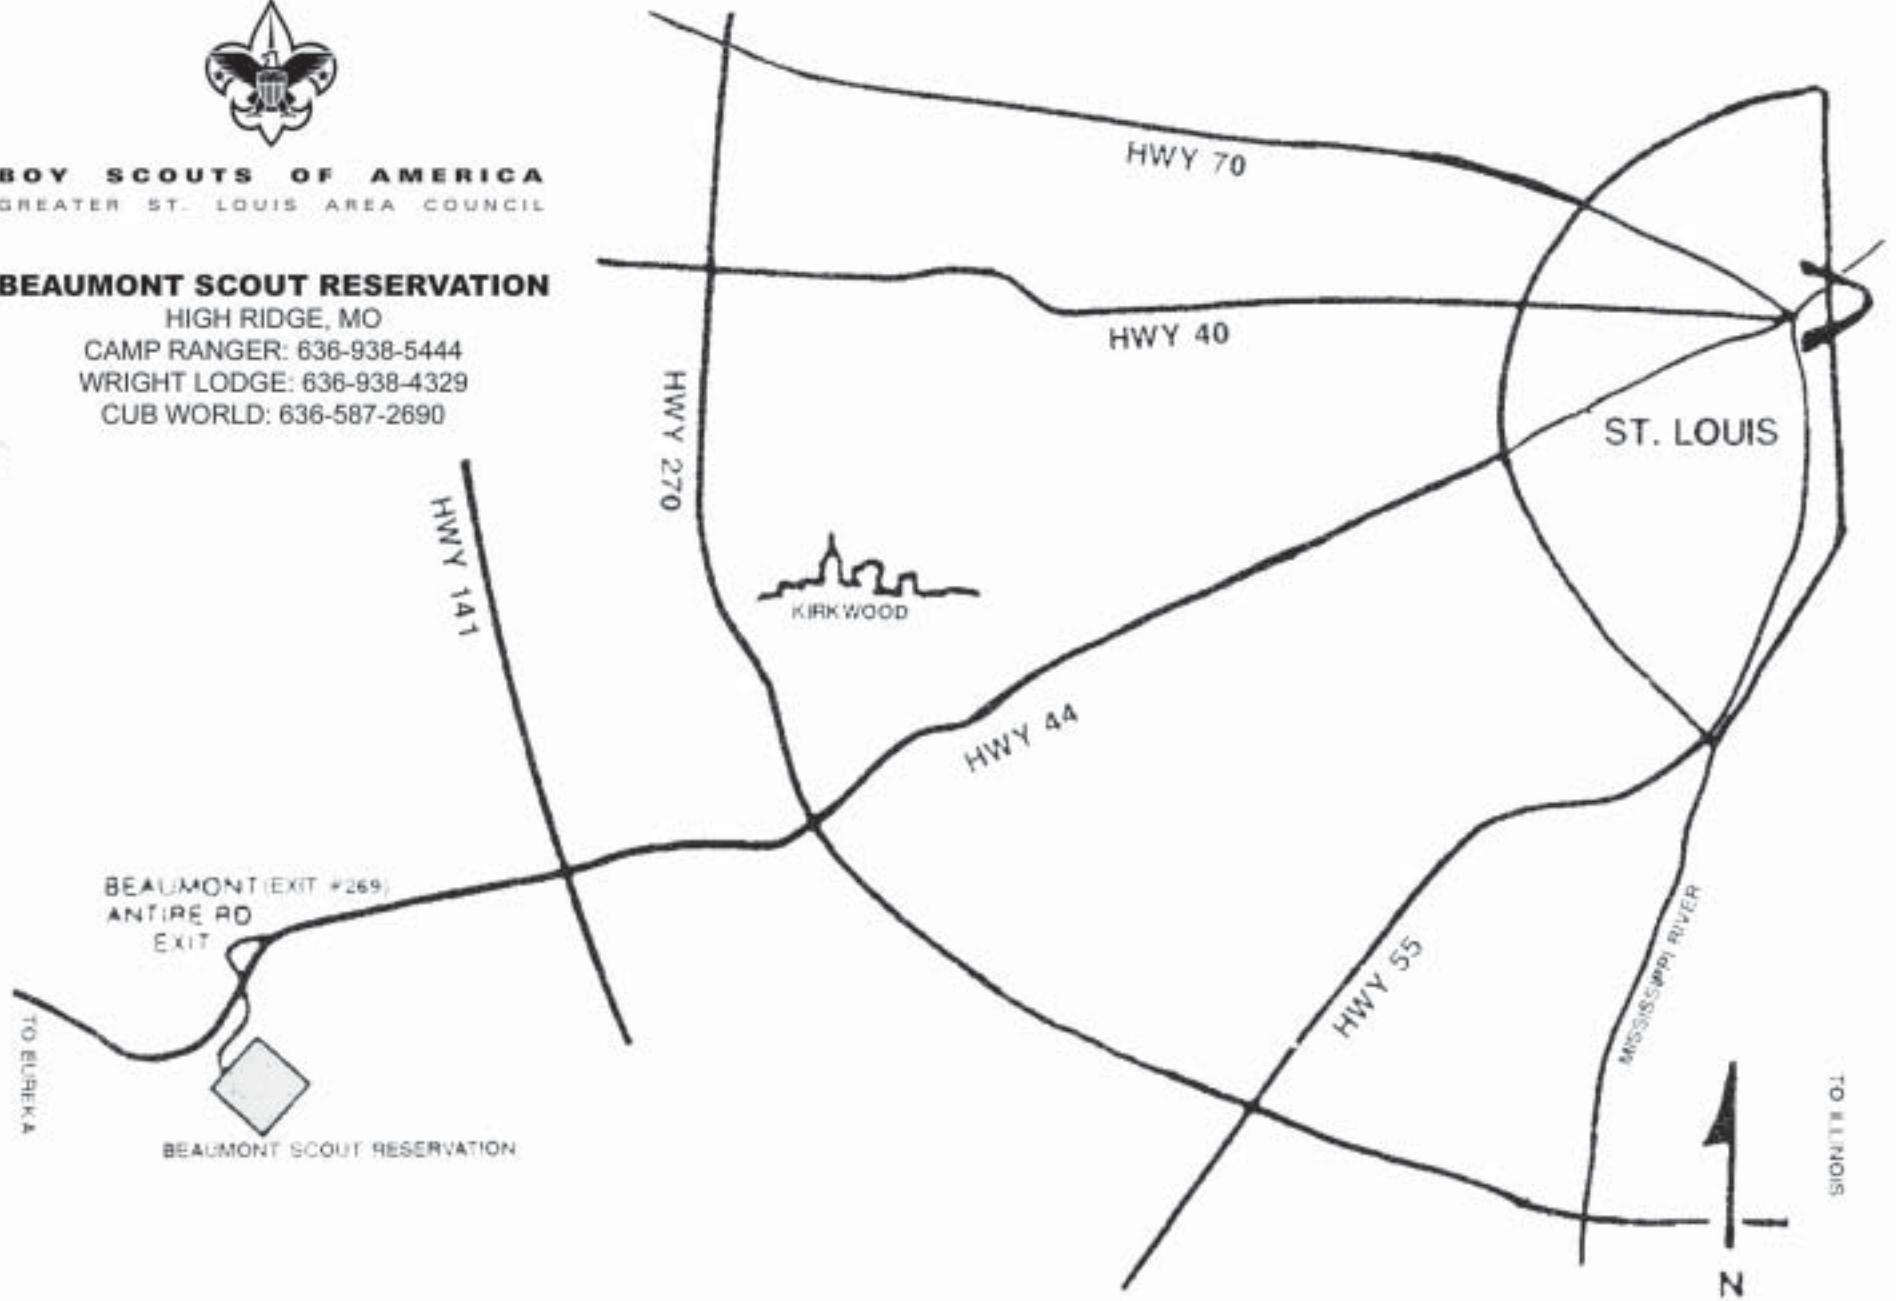 BOY SCOUTS OF AMERICA
GREATER ST. LOUIS AREA COUNCIL
BEAUMONT SCOUT RESERVATION
HIGH RIDGE, MO
CAMP RANGER: 636-938-5444
WRIGHT LODGE: 636-938-4329
CUB WORLD: 636-587-2690
HWY 70
HWY 40
HWY 270
ST. LOUIS
HWY 141
KIRKWOOD
HWY 44
BEAUMONT (EXIT #269)
ANTIRE RD
EXIT
HWY 55
MISSISSIPPI RIVER
TO EUREKA
TO ILLINOIS
BEAUMONT SCOUT RESERVATION
N